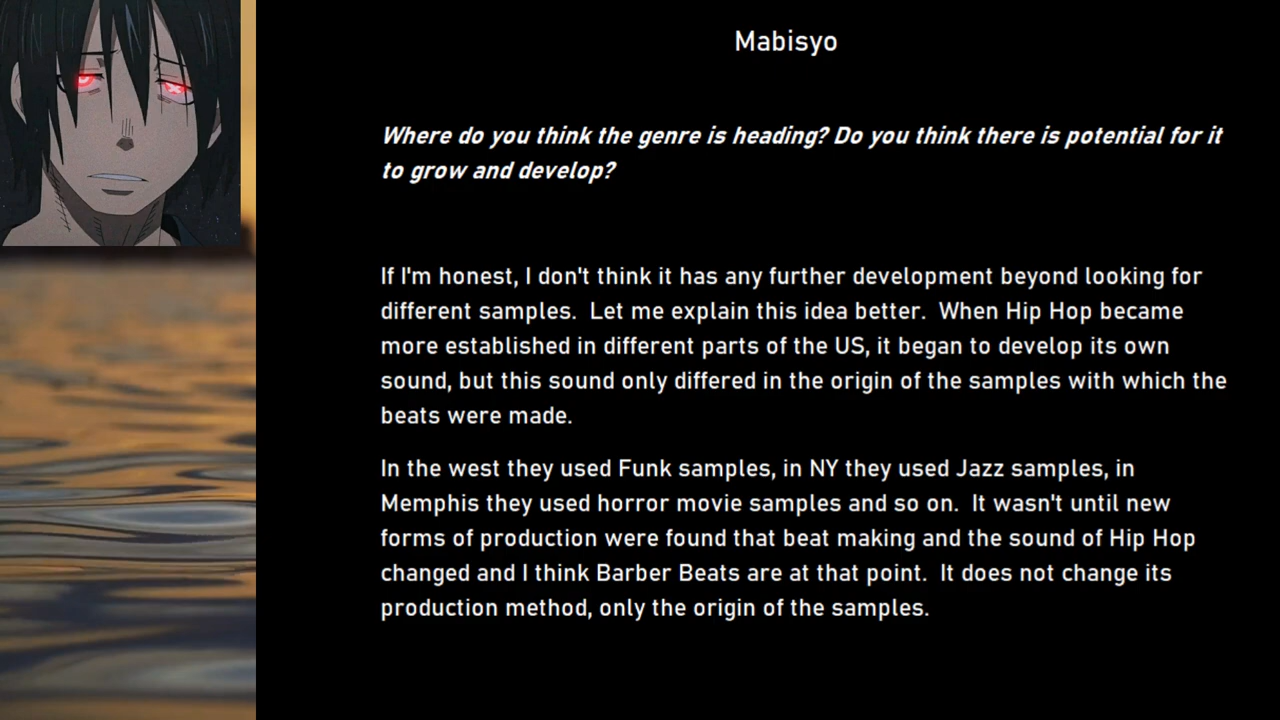 Mabisyo
Where do you think the genre is heading? Do you think there is potential for it
to grow and develop?
If I'm honest, I don't think it has any further development beyond looking for
different samples.  Let me explain this idea better.  When Hip Hop became
more established in different parts of the US, it began to develop its own
sound, but this sound only differed in the origin of the samples with which the
beats were made.
In the west they used Funk samples, in NY they used Jazz samples, in
Memphis they used horror movie samples and so on.  It wasn't until new
forms of production were found that beat making and the sound of Hip Hop
changed and I think Barber Beats are at that point.  It does not change its
production method, only the origin of the samples.